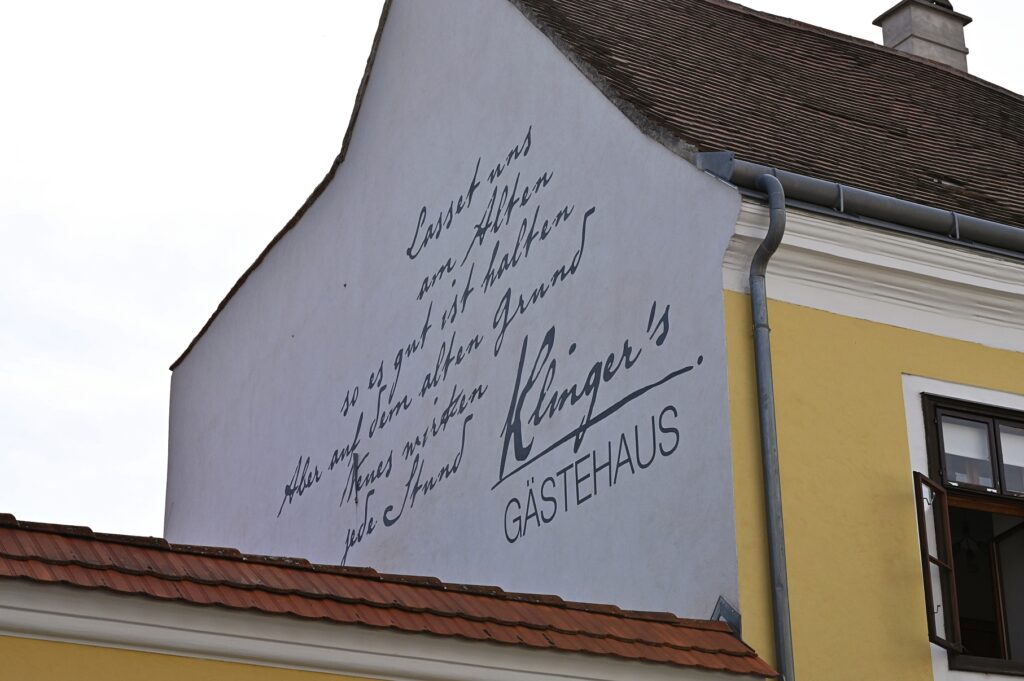 Lasset uns
am Alten
so es gut ist halten
Aber auf dem alten Grund
Neues wirken
jede Stund
Klinger's
GÄSTEHAUS